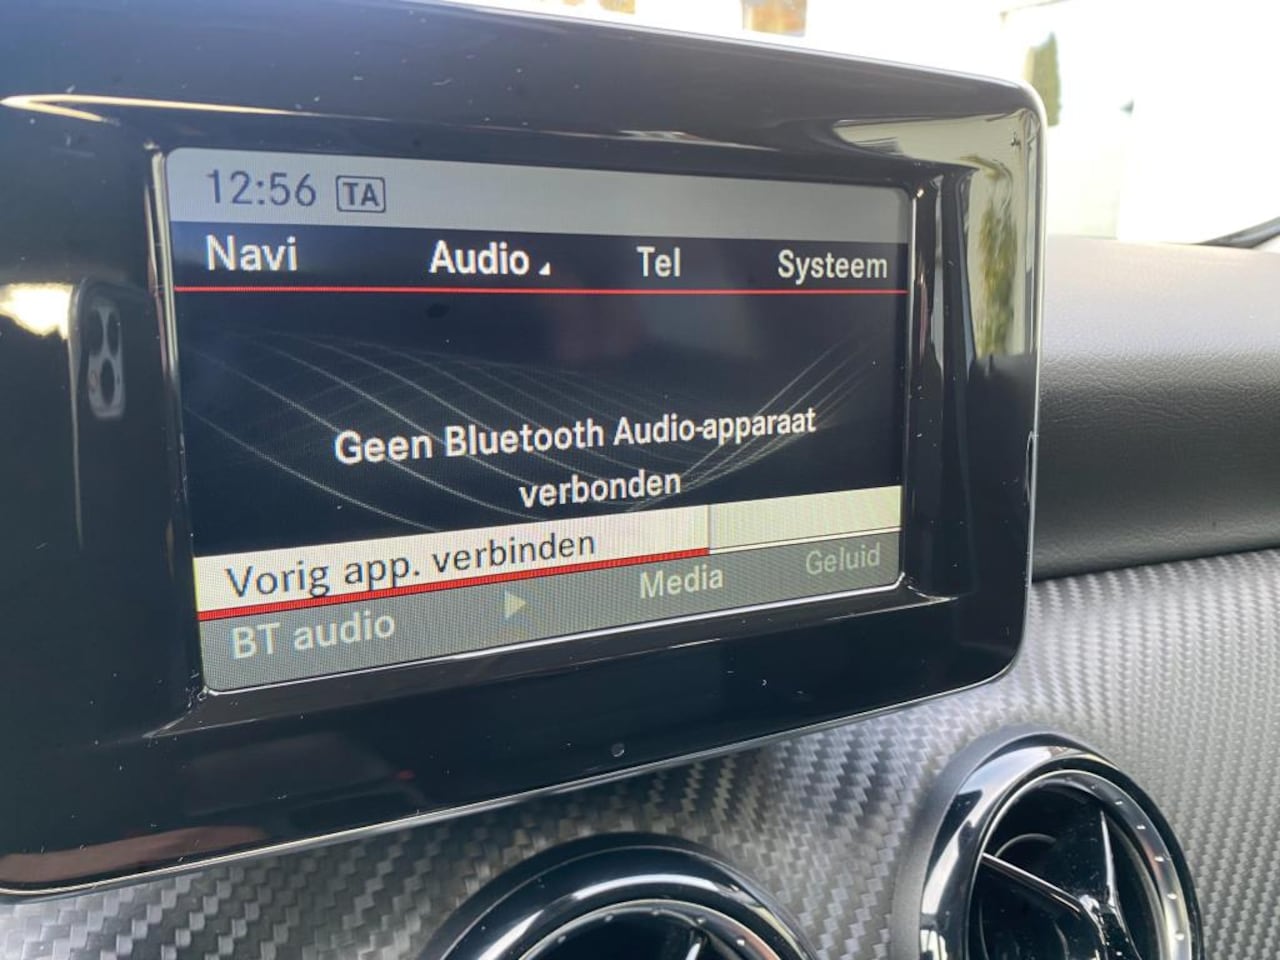 12:56 TA
Navi Audio Tel Systeem
Geen Bluetooth Audio-apparaat
verbonden
Vorig app. verbinden
BT audio Media Geluid